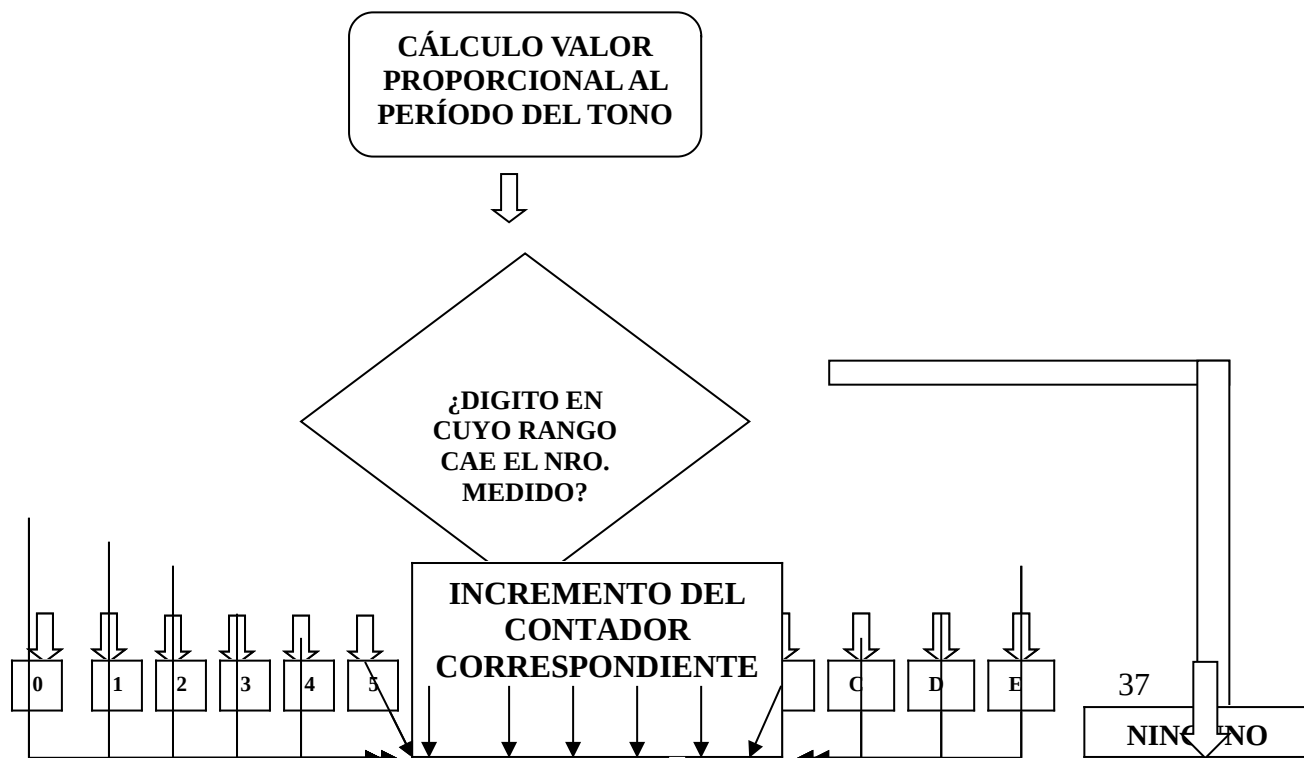 CÁLCULO VALOR
PROPORCIONAL AL
PERÍODO DEL TONO
¿DIGITO EN
CUYO RANGO
CAE EL NRO.
MEDIDO?
INCREMENTO DEL
CONTADOR
CORRESPONDIENTE
0 1 2 3 4 5 C D E
37
NINGUNO